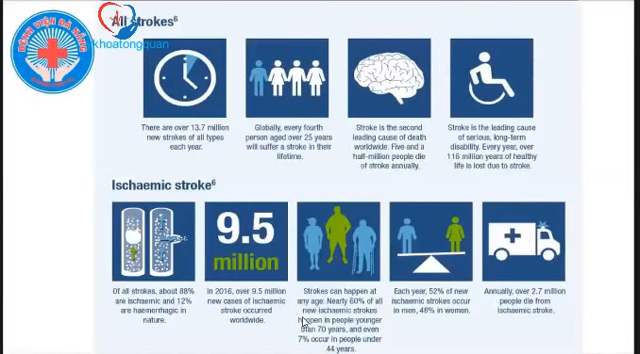 All strokes6
BỆNH VIỆN ĐÀ NẴNG
khoatongquan
There are over 13.7 million
new strokes of all types
each year.
Globally, every fourth
person aged over 25 years
will suffer a stroke in their
lifetime.
Stroke is the second
leading cause of death
worldwide. Five and a
half-million people die
of stroke annually.
Stroke is the leading cause
of serious, long-term
disability. Every year, over
116 million years of healthy
life is lost due to stroke.
Ischaemic stroke6
9.5
million
Of all strokes, about 88%
are ischaemic and 12%
are haemorrhagic in
nature.
in 2016, over 9.5 million
new cases of ischaemic
stroke occurred
worldwide.
Strokes can happen at
any age: Nearly 60% of all
new ischaemic strokes
happen in people younger
than 70 years, and even
7% occur in people under
44 years.
Each year, 52% of new
ischaemic strokes occur
in men, 48% in women.
Annually, over 2.7 million
people die from
ischaemic stroke.